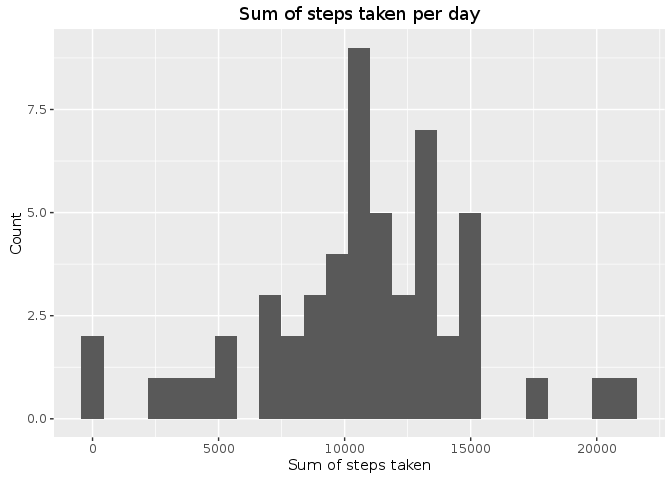 Sum of steps taken per day
Count
7.5
5.0
2.5
0.0
0 5000 10000 15000 20000
Sum of steps taken